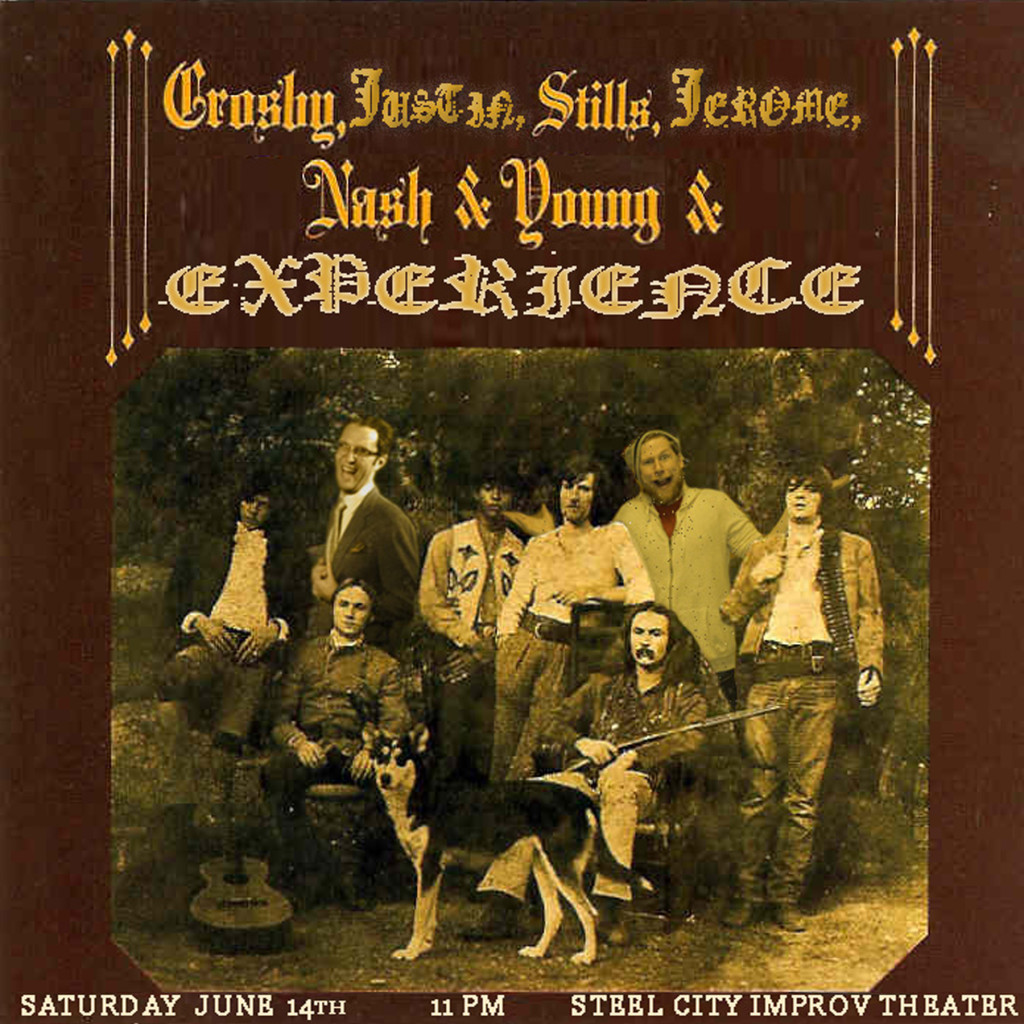 Crosby, Justin, Stills, Jerome,
Nash & Young &
EXPERIENCE
SATURDAY JUNE 14TH 11 PM STEEL CITY IMPROV THEATER